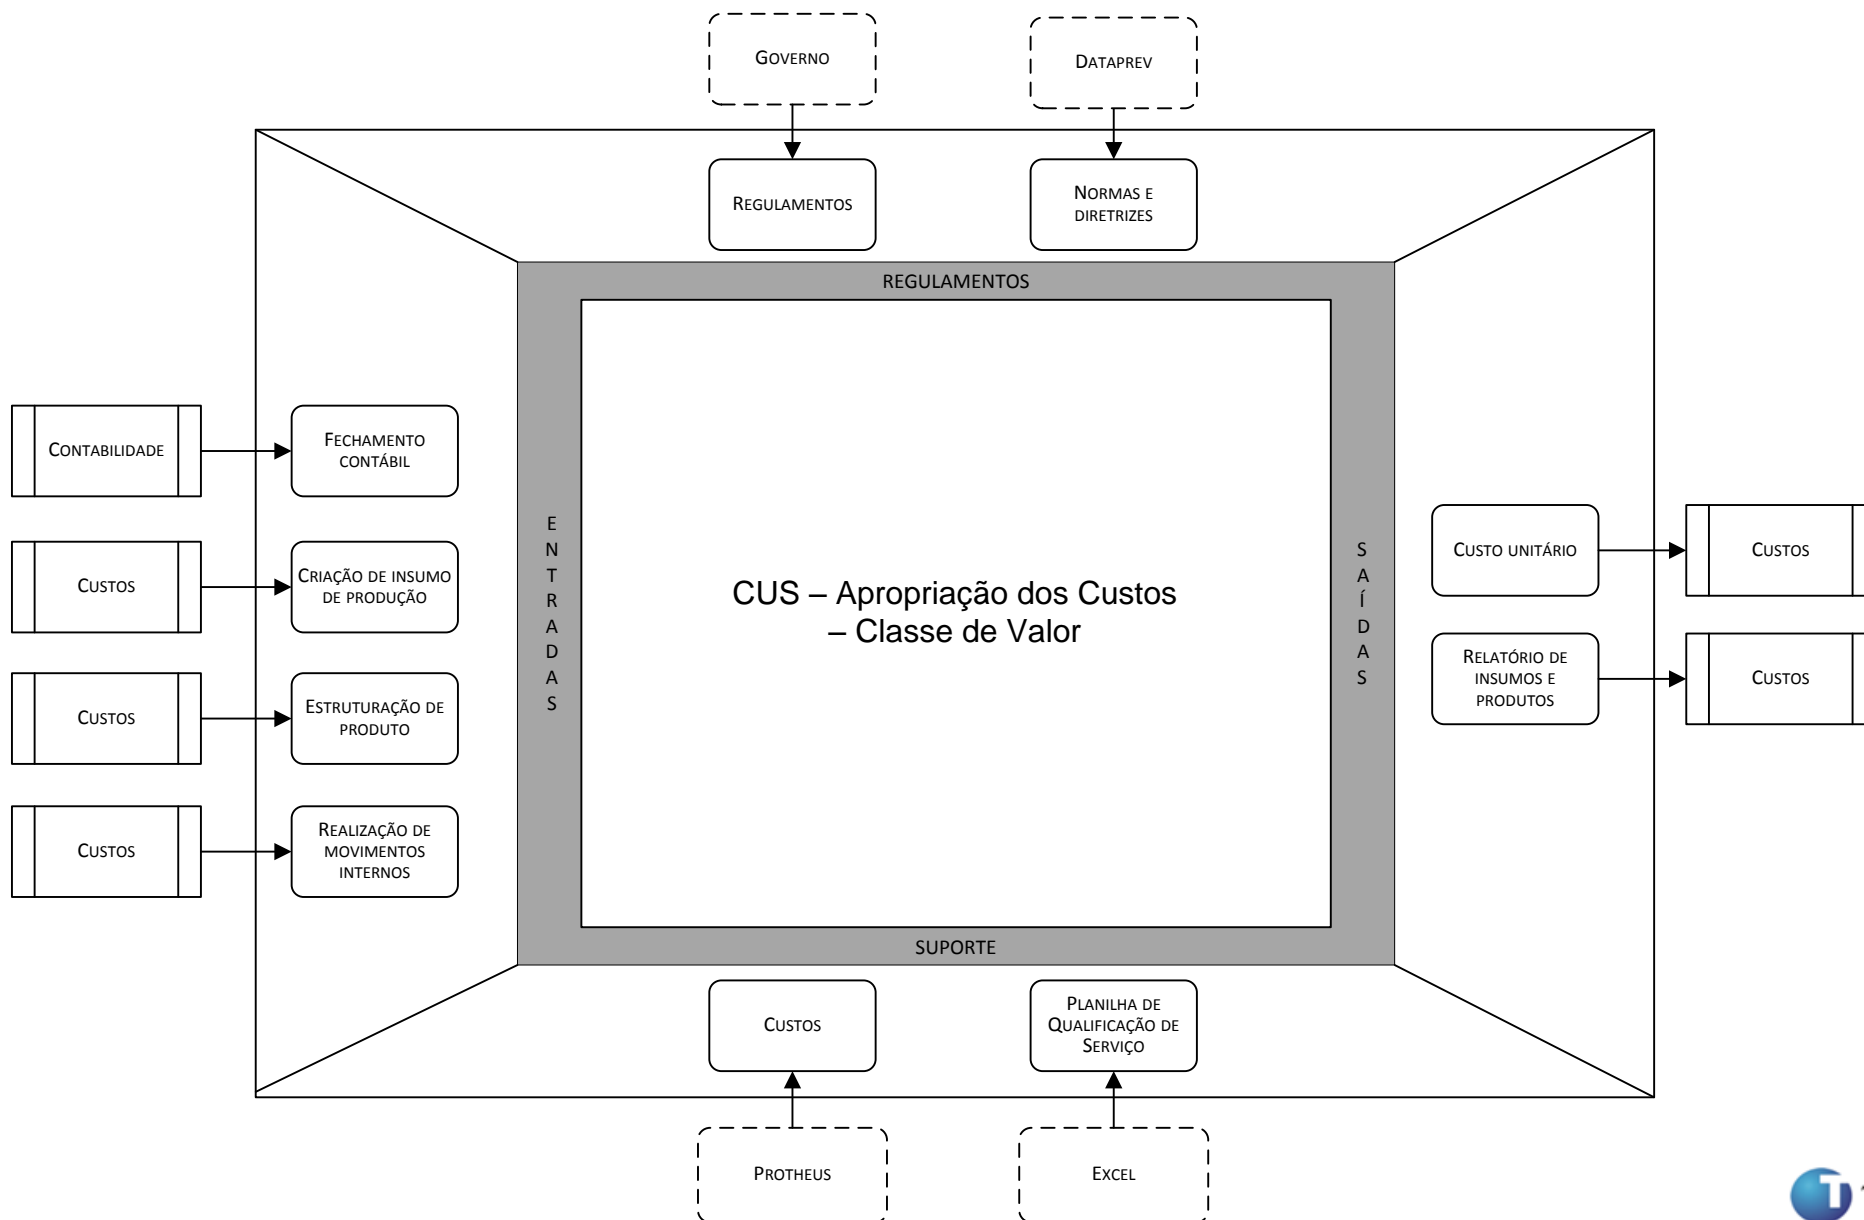 GOVERNO
DATAPREV
REGULAMENTOS
NORMAS E
DIRETRIZES
REGULAMENTOS
CONTABILIDADE
FECHAMENTO
CONTÁBIL
CUSTOS
CRIAÇÃO DE INSUMO
DE PRODUÇÃO
CUSTOS
ESTRUTURAÇÃO DE
PRODUTO
CUSTOS
REALIZAÇÃO DE
MOVIMENTOS
INTERNOS
ENTRADAS
CUS – Apropriação dos Custos
– Classe de Valor
SAÍDAS
CUSTO UNITÁRIO
CUSTOS
RELATÓRIO DE
INSUMOS E
PRODUTOS
CUSTOS
SUPORTE
CUSTOS
PLANILHA DE
QUALIFICAÇÃO DE
SERVIÇO
PROTHEUS
EXCEL
T